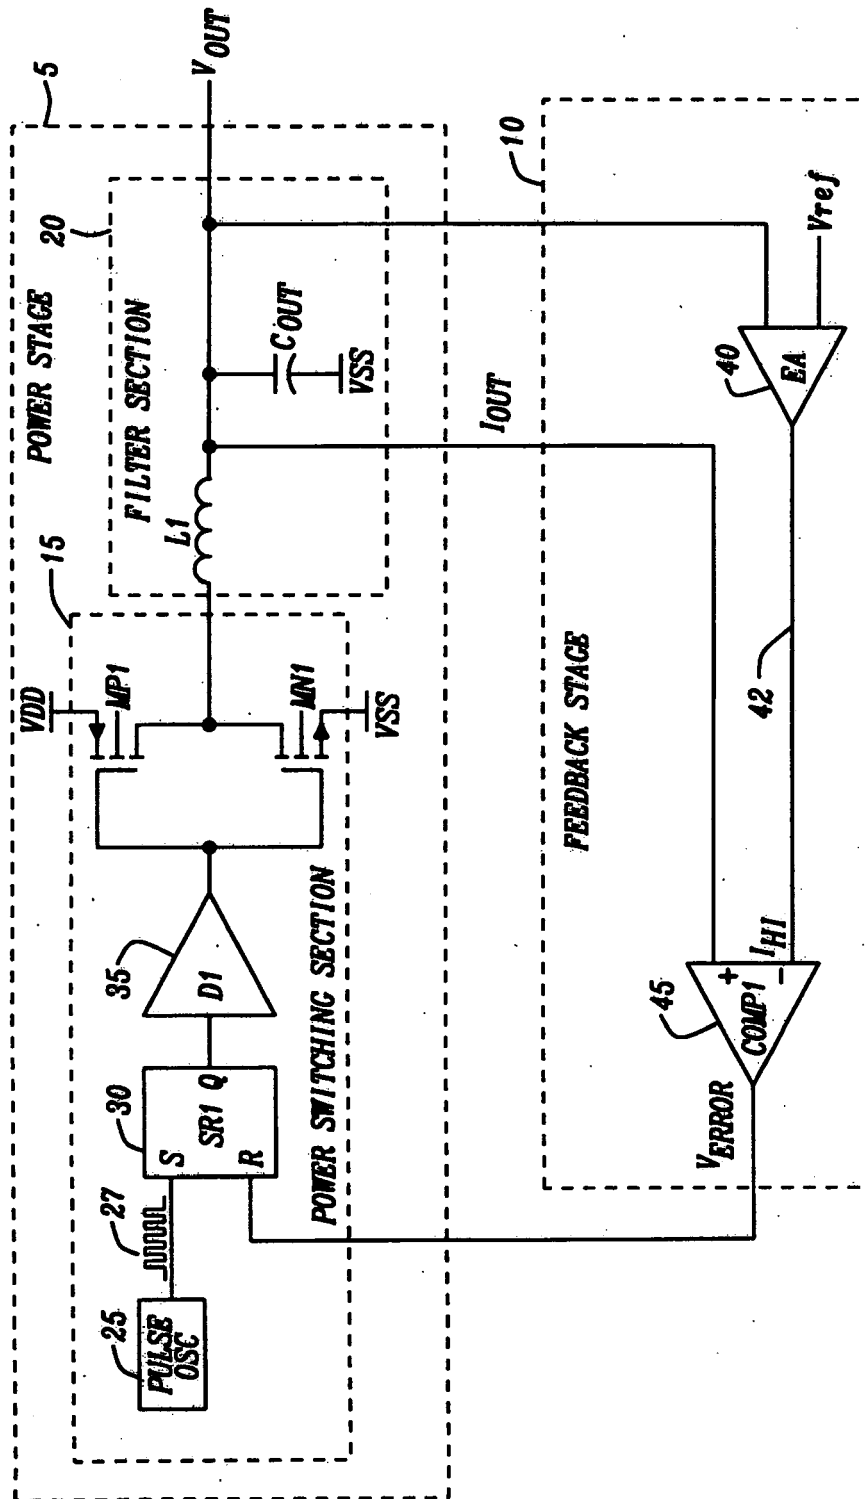 5
POWER STAGE
20
FILTER SECTION
L1
COUT
VSS
VOUT
15
VDD
MP1
MN1
VSS
35
D1
30
S
R
SR1
Q
27
25
PULSE
OSC
POWER SWITCHING SECTION
10
IOUT
FEEDBACK STAGE
40
EA
Vref
42
IHI
45
+
−
COMP1
VERROR